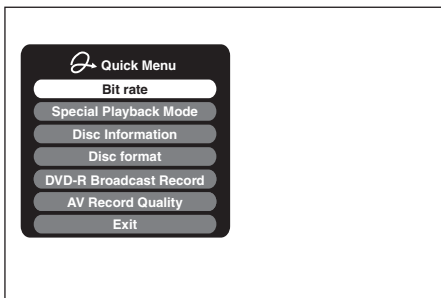 Quick Menu
Bit rate
Special Playback Mode
Disc Information
Disc format
DVD-R Broadcast Record
AV Record Quality
Exit